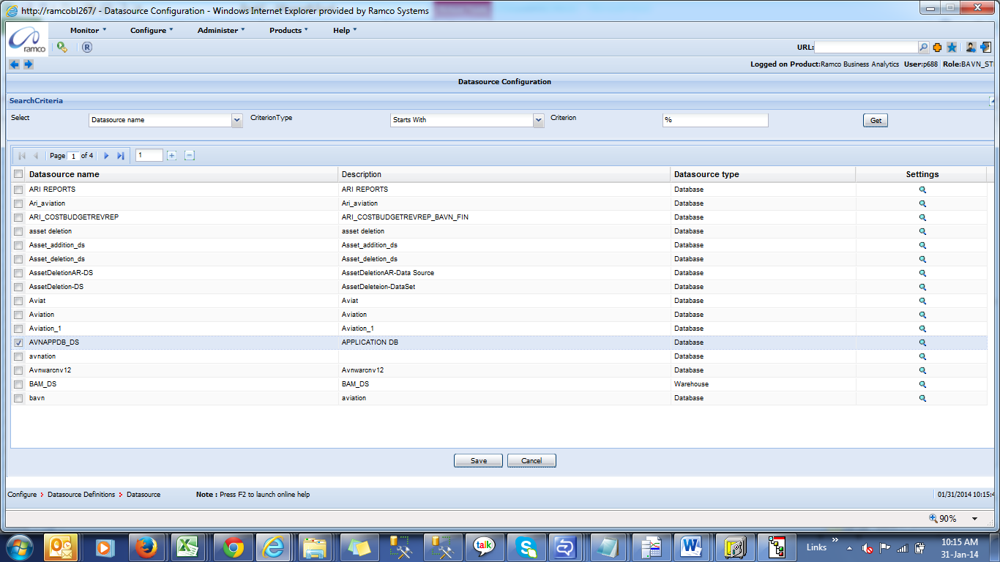 http://ramcobl267/ - Datasource Configuration - Windows Internet Explorer provided by Ramco Systems
Monitor Configure Administer Products Help
ramco
R
URL:
Logged on Product:Ramco Business Analytics User:p688 Role:BAVN_ST
Datasource Configuration
SearchCriteria
Select Datasource name CriterionType Starts With Criterion % Get
Page 1 of 4 1
Datasource name Description Datasource type Settings
ARI REPORTS ARI REPORTS Database
Ari_aviation Ari_aviation Database
ARI_COSTBUDGETREVREP ARI_COSTBUDGETREVREP_BAVN_FIN Database
asset deletion asset deletion Database
Asset_addition_ds Asset_addition_ds Database
Asset_deletion_ds Asset_deletion_ds Database
AssetDeletionAR-DS AssetDeletionAR-Data Source Database
AssetDeletion-DS AssetDeleteion-DataSet Database
Aviat Aviat Database
Aviation Aviation Database
Aviation_1 Aviation_1 Database
AVNAPPDB_DS APPLICATION DB Database
avnation Database
Avnwarcnv12 Avnwarcnv12 Database
BAM_DS BAM_DS Warehouse
bavn aviation Database
Save Cancel
Configure > Datasource Definitions > Datasource Note : Press F2 to launch online help 01/31/2014 10:15:4
90%
talk
Links » 10:15 AM
31-Jan-14